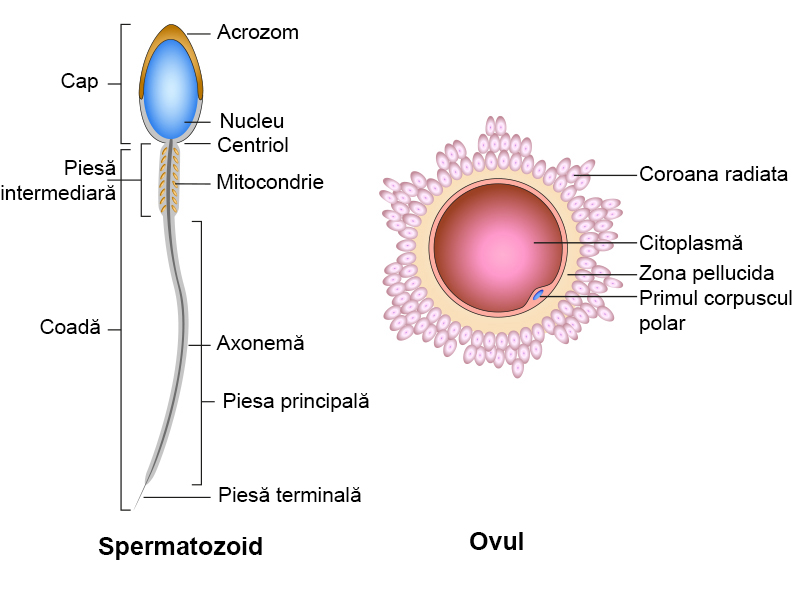 Acrozom
Cap
Nucleu
Centriol
Piesă
intermediară
Mitocondrie
Coadă
Axonemă
Piesa principală
Piesă terminală
Spermatozoid
Coroana radiata
Citoplasmă
Zona pellucida
Primul corpuscul
polar
Ovul